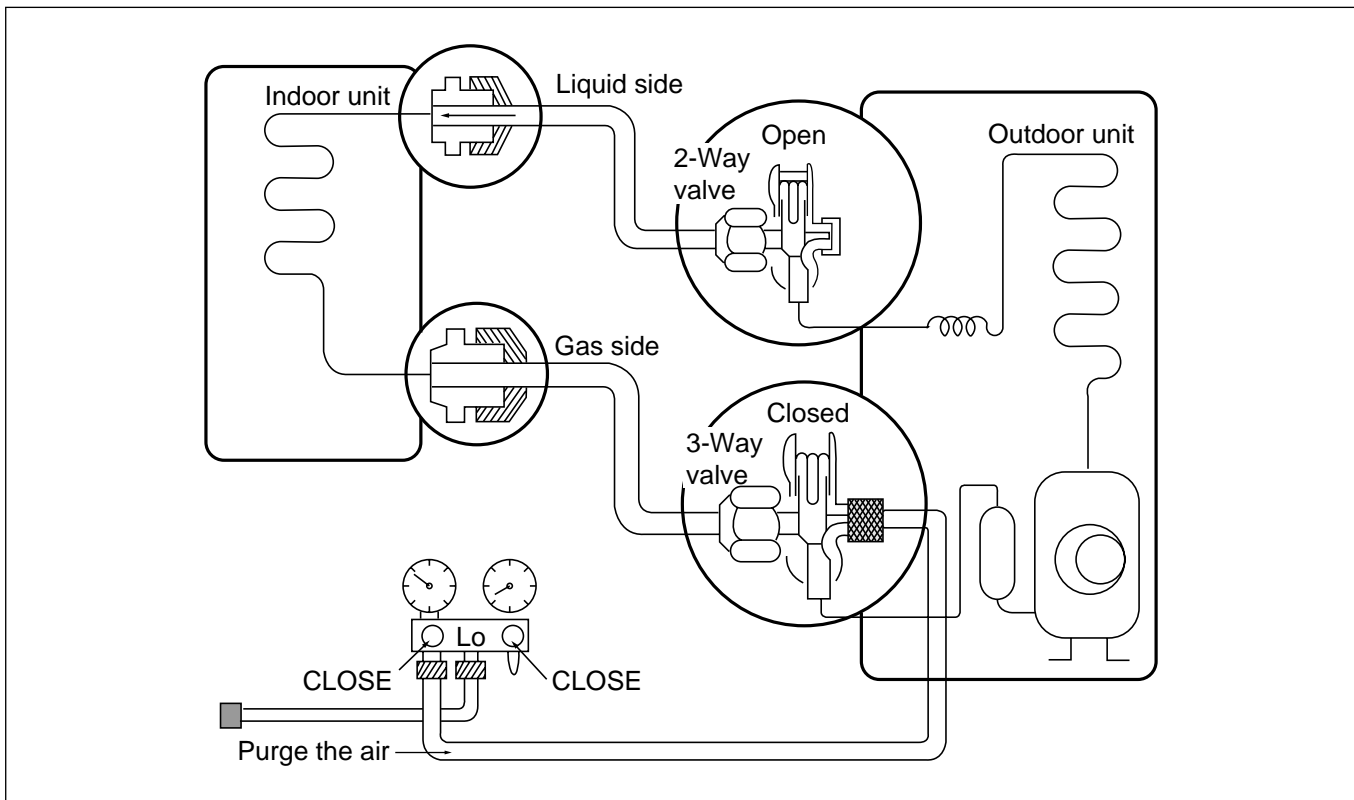 Indoor unit
Liquid side
Open
2-Way
valve
Outdoor unit
Gas side
Closed
3-Way
valve
Lo
CLOSE
CLOSE
Purge the air